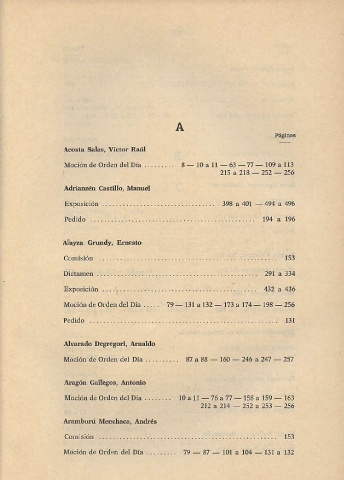 A
Páginas
Acosta Salas, Víctor Raúl
Moción de Orden del Día .......... 8 — 10 a 11 — 63 — 77 — 109 a 113
215 a 218 — 252 — 256
Adrianzén Castillo, Manuel
Exposición .......... 398 a 401 — 494 a 496
Pedido .......... 194 a 196
Alayza Grundy, Ernesto
Comisión .......... 153
Dictamen .......... 291 a 334
Exposición .......... 432 a 436
Moción de Orden del Día ..... 79 — 131 a 132 — 173 a 174 — 198 — 256
Pedido .......... 131
Alvarado Degregori, Arnaldo
Moción de Orden del Día .......... 87 a 88 — 160 — 246 a 247 — 257
Aragón Gallegos, Antonio
Moción de Orden del Día ........ 10 a 11 — 76 a 77 — 158 a 159 — 163
212 a 214 — 252 a 253 — 256
Aramburú Menchaca, Andrés
Comisión .......... 153
Moción de Orden del Día ........ 79 — 87 — 101 a 104 — 131 a 132